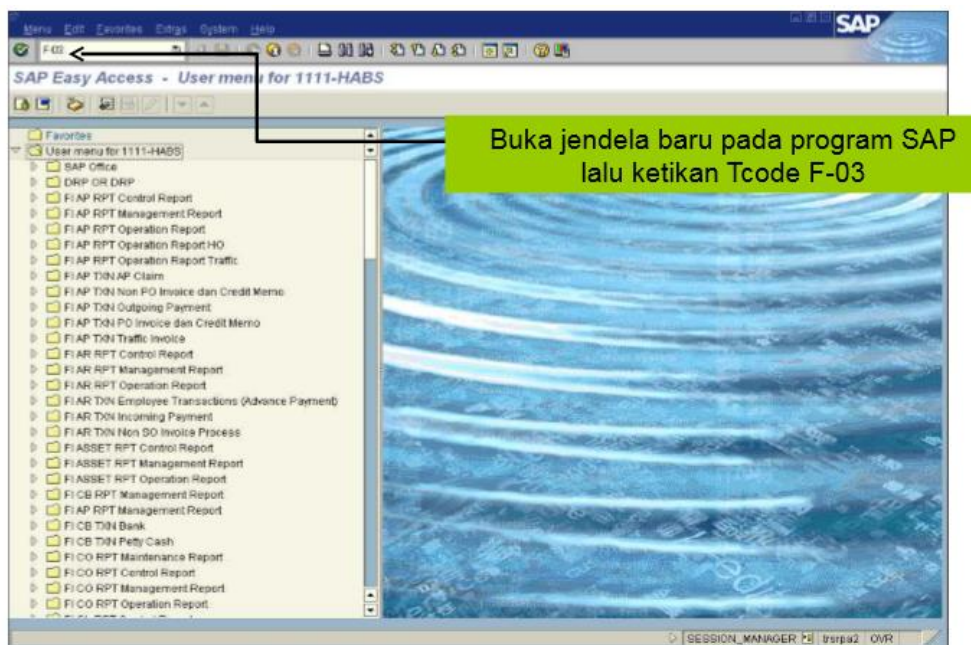 Menu Edit Favorites Extras System Help
SAP
F-03
SAP Easy Access - User menu for 1111-HABS
Buka jendela baru pada program SAP
lalu ketikan Tcode F-03
Favorites
User menu for 1111-HABS
SAP Office
DRP OR DRP
FI AP RPT Control Report
FI AP RPT Management Report
FI AP RPT Operation Report
FI AP RPT Operation Report HO
FI AP RPT Operation Report Traffic
FI AP TXN AP Claim
FI AP TXN Non PO Invoice dan Credit Memo
FI AP TXN Outgoing Payment
FI AP TXN PO Invoice dan Credit Memo
FI AP TXN Traffic Invoice
FI AR RPT Control Report
FI AR RPT Management Report
FI AR RPT Operation Report
FI AR TXN Employee Transactions (Advance Payment)
FI AR TXN Incoming Payment
FI AR TXN Non SO Invoice Process
FI ASSET RPT Control Report
FI ASSET RPT Management Report
FI ASSET RPT Operation Report
FI CB RPT Management Report
FI AP RPT Management Report
FI CB TXN Bank
FI CB TXN Petty Cash
FI CO RPT Maintenance Report
FI CO RPT Control Report
FI CO RPT Management Report
FI CO RPT Operation Report
SESSION_MANAGER trsrpa2 OVR